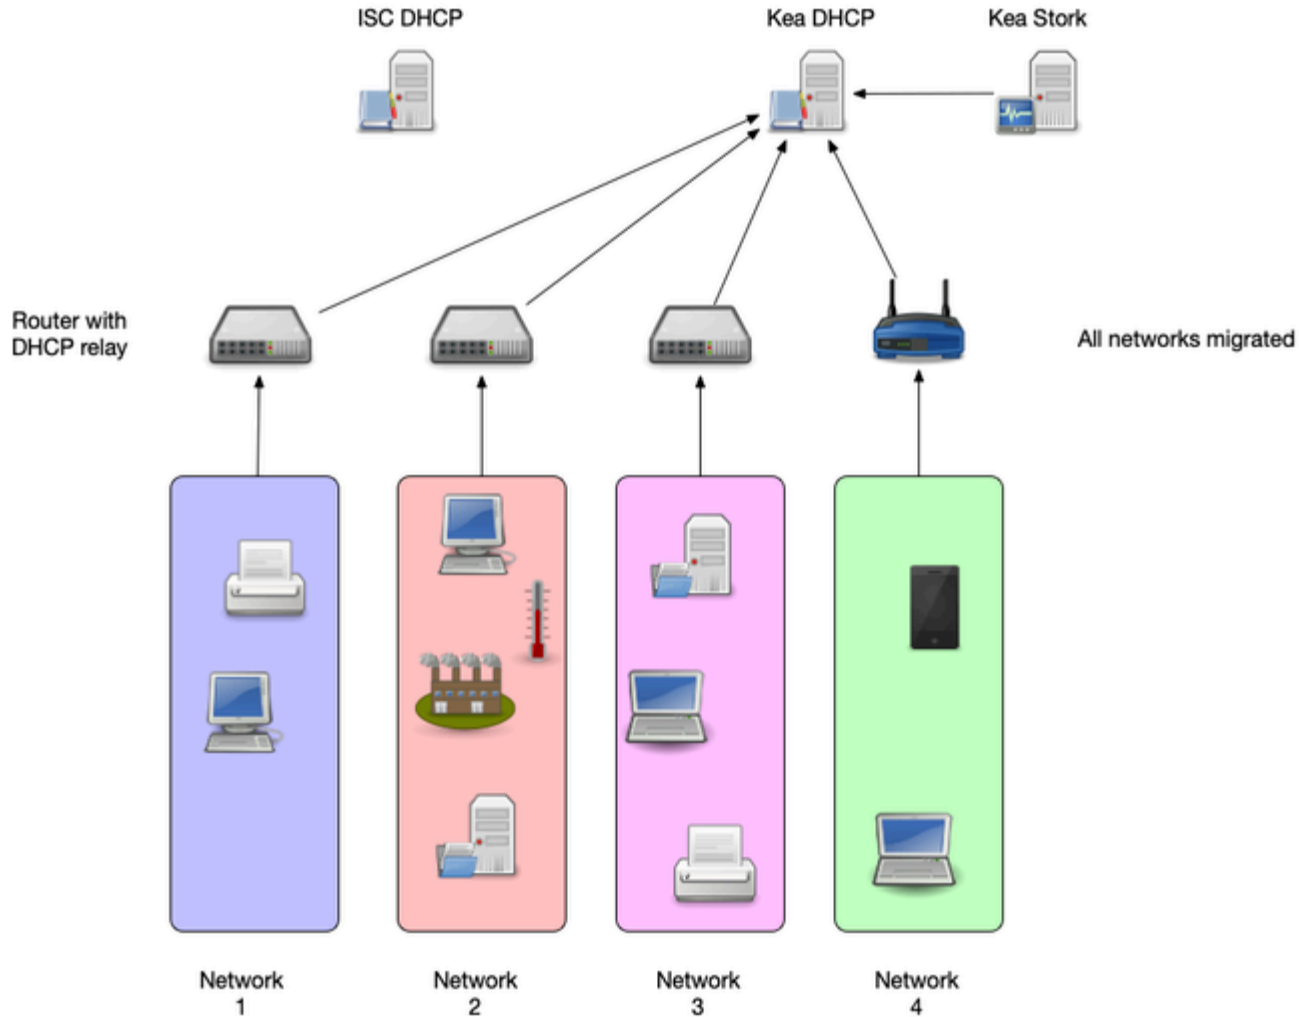 ISC DHCP
Kea DHCP
Kea Stork
Router with
DHCP relay
All networks migrated
Network
1
Network
2
Network
3
Network
4